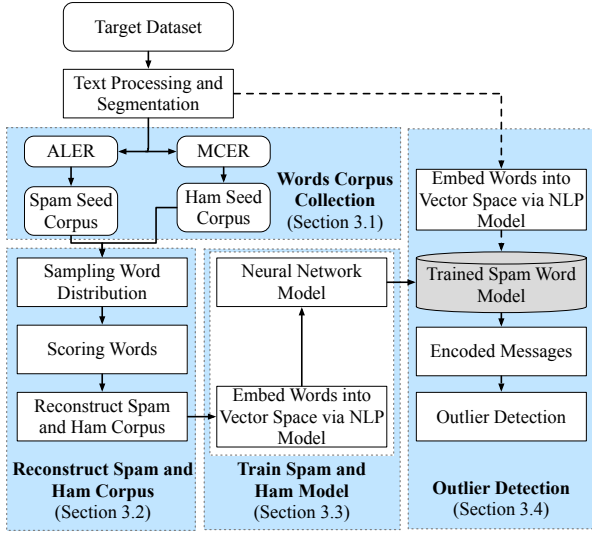 Target Dataset
Text Processing and
Segmentation
ALER
MCER
Spam Seed
Corpus
Ham Seed
Corpus
Words Corpus
Collection
(Section 3.1)
Sampling Word
Distribution
Scoring Words
Reconstruct Spam
and Ham Corpus
Reconstruct Spam and
Ham Corpus
(Section 3.2)
Neural Network
Model
Embed Words into
Vector Space via NLP
Model
Train Spam and
Ham Model
(Section 3.3)
Embed Words into
Vector Space via NLP
Model
Trained Spam Word
Model
Encoded Messages
Outlier Detection
Outlier Detection
(Section 3.4)